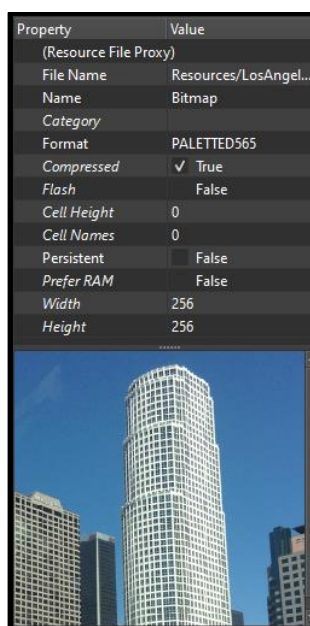 Property Value
(Resource File Proxy)
File Name Resources/LosAngel...
Name Bitmap
Category
Format PALETTED565
Compressed True
Flash False
Cell Height 0
Cell Names 0
Persistent False
Prefer RAM False
Width 256
Height 256